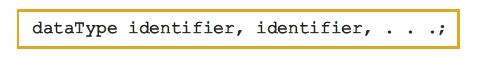 dataType identifier, identifier, . . .;